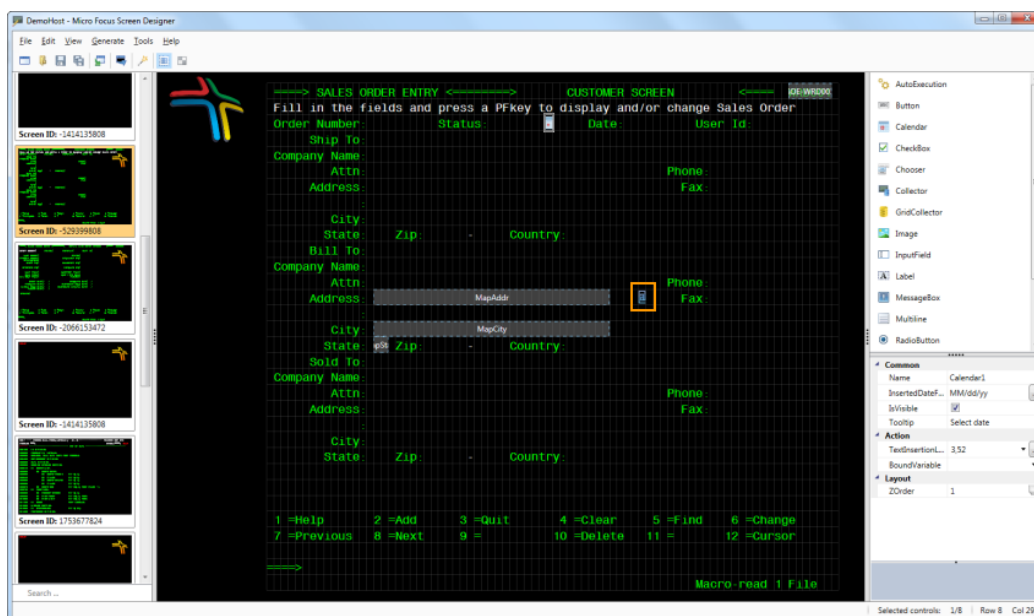 DemoHost - Micro Focus Screen Designer
File Edit View Generate Tools Help
Screen ID: -1414135808
Screen ID: -529399808
Screen ID: -2066153472
Screen ID: -1414135808
Screen ID: 1753677824
Search ...
====> SALES ORDER ENTRY <========> CUSTOMER SCREEN <====
Fill in the fields and press a PFkey to display and/or change Sales Order
Order Number: Status: Date: User Id:
Ship To:
Company Name:
Attn: Phone:
Address: Fax:
:
City:
State: Zip: - Country:
Bill To:
Company Name:
Attn: Phone:
Address: MapAddr Fax:
:
City: MapCity
State: Zip: - Country:
Sold To:
Company Name:
Attn: Phone:
Address: Fax:
:
City:
State: Zip: - Country:
1 =Help 2 =Add 3 =Quit 4 =Clear 5 =Find 6 =Change
7 =Previous 8 =Next 9 = 10 =Delete 11 = 12 =Cursor
====>
Macro-read 1 File
AutoExecution
Button
Calendar
CheckBox
Chooser
Collector
GridCollector
Image
InputField
Label
MessageBox
Multiline
RadioButton
Common
Name Calendar1
InsertedDateF... MM/dd/yy
IsVisible
Tooltip Select date
Action
TextInsertionL... 3,52
BoundVariable
Layout
ZOrder 1
Selected controls: 1/8 Row 8 Col 29